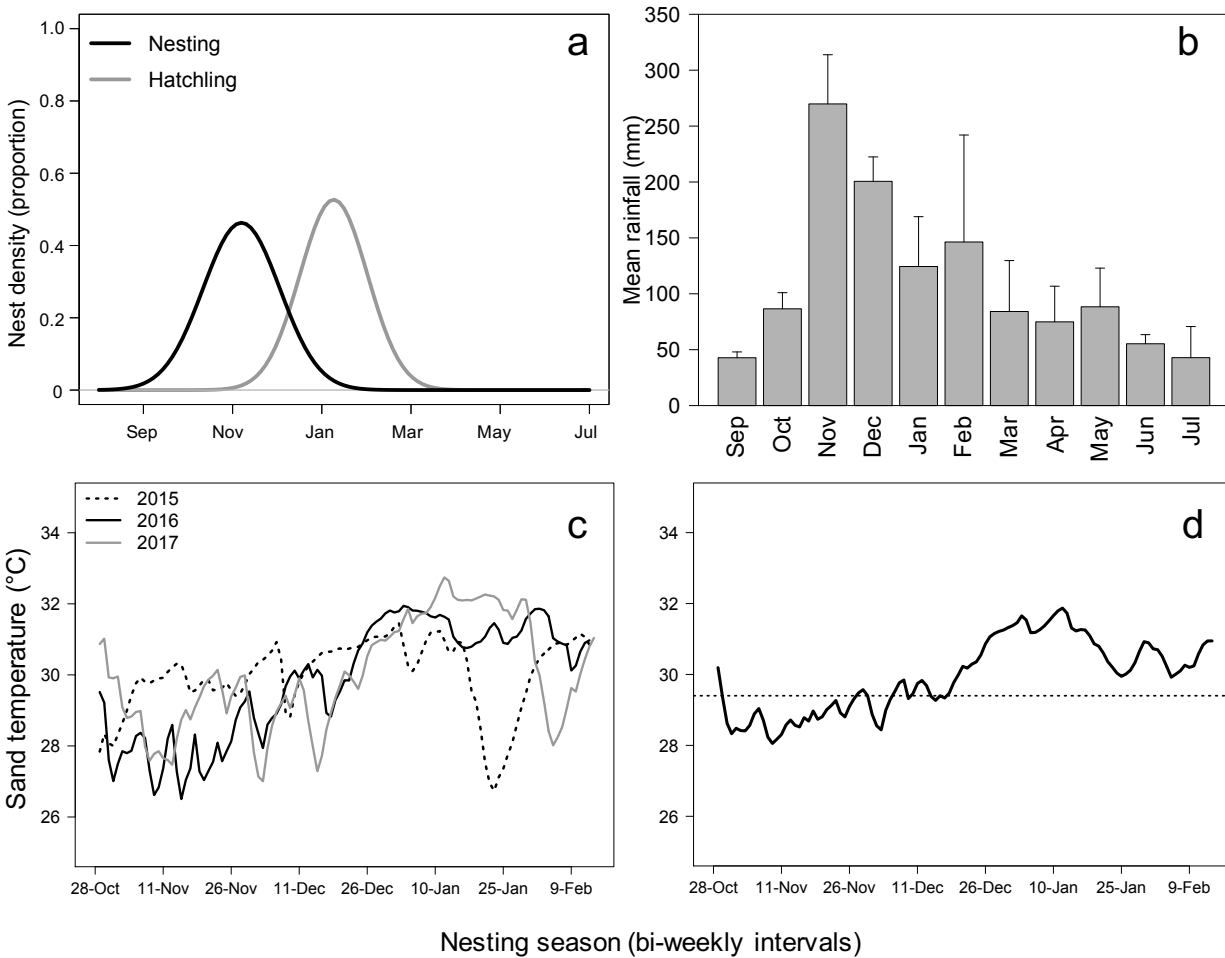 a
Nesting
Hatchling
Nest density (proportion)
1.0
0.8
0.6
0.4
0.2
0
Sep Nov Jan Mar May Jul
b
Mean rainfall (mm)
350
300
250
200
150
100
50
0
Sep Oct Nov Dec Jan Feb Mar Apr May Jun Jul
c
2015
2016
2017
Sand temperature (°C)
34
32
30
28
26
28-Oct 11-Nov 26-Nov 11-Dec 26-Dec 10-Jan 25-Jan 9-Feb
d
34
32
30
28
26
28-Oct 11-Nov 26-Nov 11-Dec 26-Dec 10-Jan 25-Jan 9-Feb
Nesting season (bi-weekly intervals)